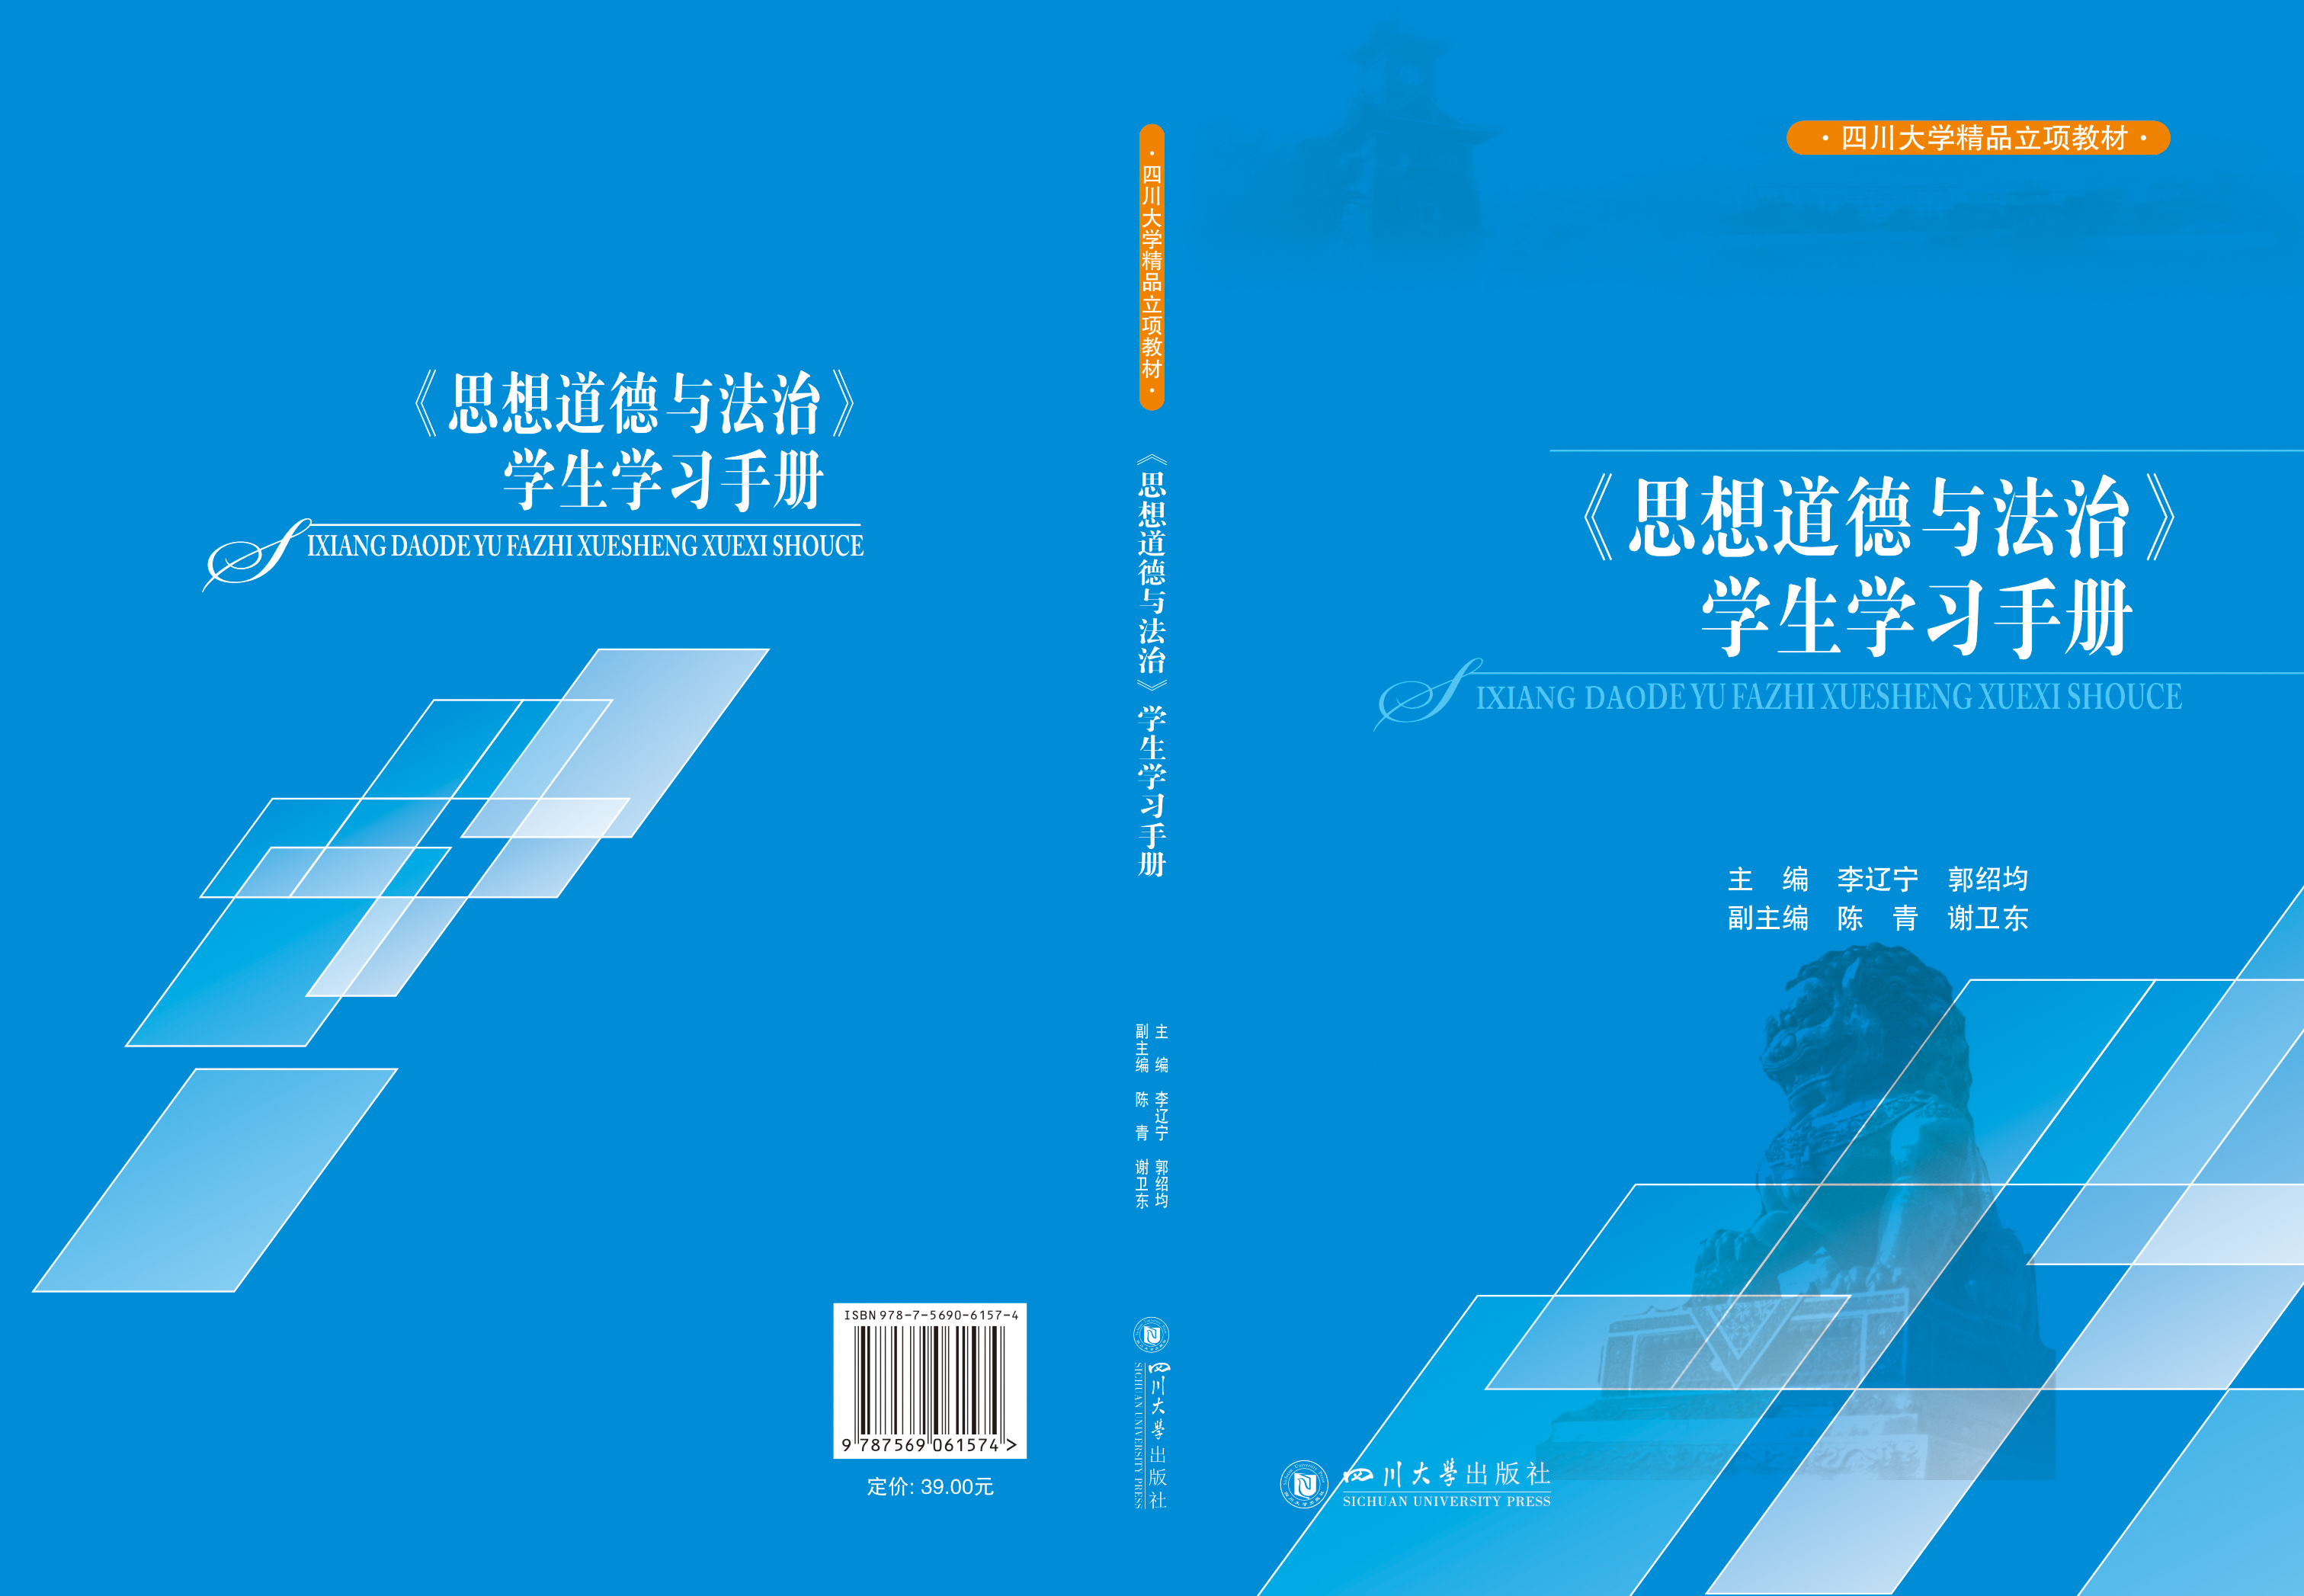 《思想道德与法治》
学生学习手册
SIXIANG DAODE YU FAZHI XUESHENG XUEXI SHOUCE
ISBN 978-7-5690-6157-4
9 787569 061574 >
定价: 39.00元
·四川大学精品立项教材·
《思想道德与法治》学生学习手册
主 编 李辽宁 郭绍均
副主编 陈 青 谢卫东
四川大学出版社
SICHUAN UNIVERSITY PRESS
·四川大学精品立项教材·
《思想道德与法治》
学生学习手册
SIXIANG DAODE YU FAZHI XUESHENG XUEXI SHOUCE
主 编 李辽宁 郭绍均
副主编 陈 青 谢卫东
四川大學出版社
SICHUAN UNIVERSITY PRESS